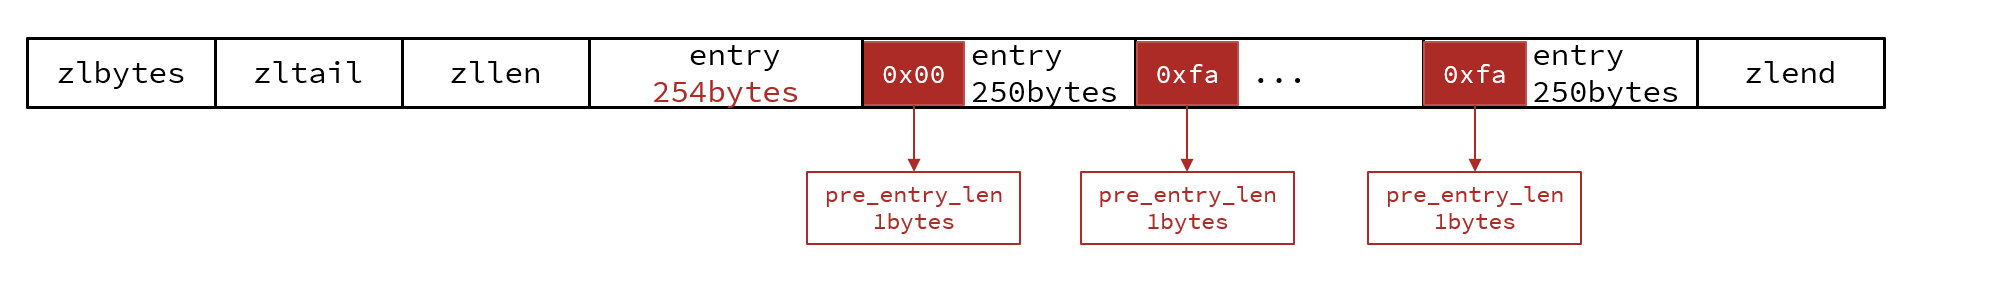 zlbytes
zltail
zllen
entry
254bytes
0x00
entry
250bytes
0xfa
...
0xfa
entry
250bytes
zlend
pre_entry_len
1bytes
pre_entry_len
1bytes
pre_entry_len
1bytes